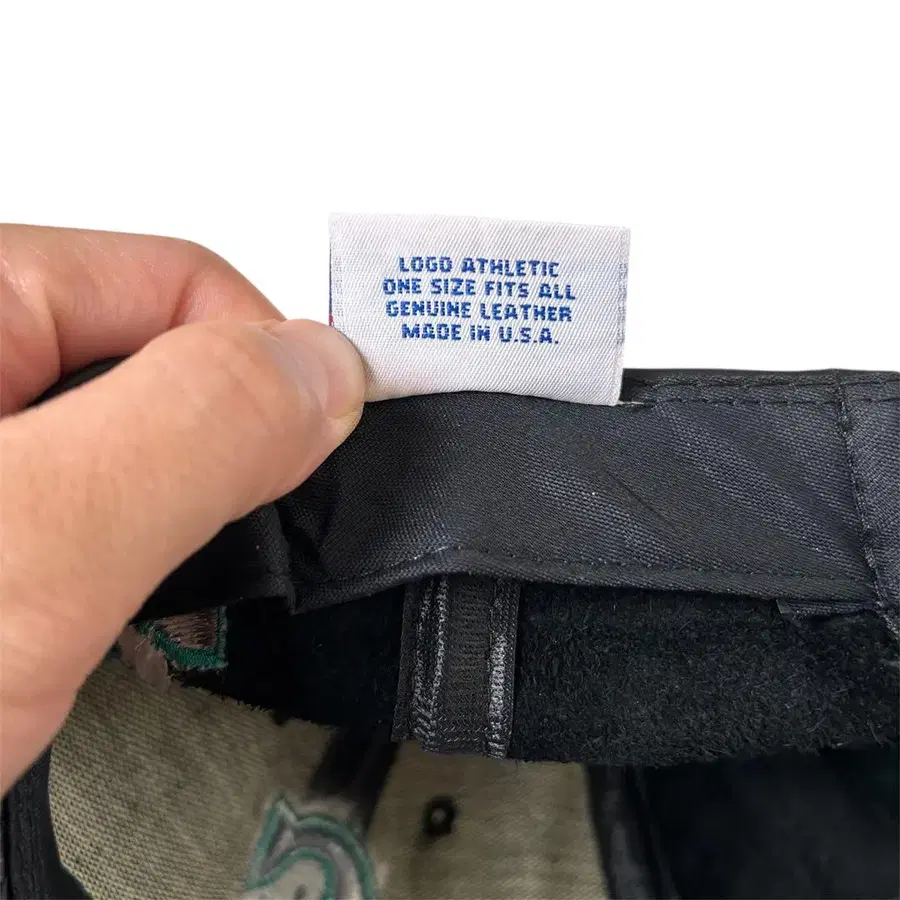 LOGO ATHLETIC
ONE SIZE FITS ALL
GENUINE LEATHER
MADE IN U.S.A.